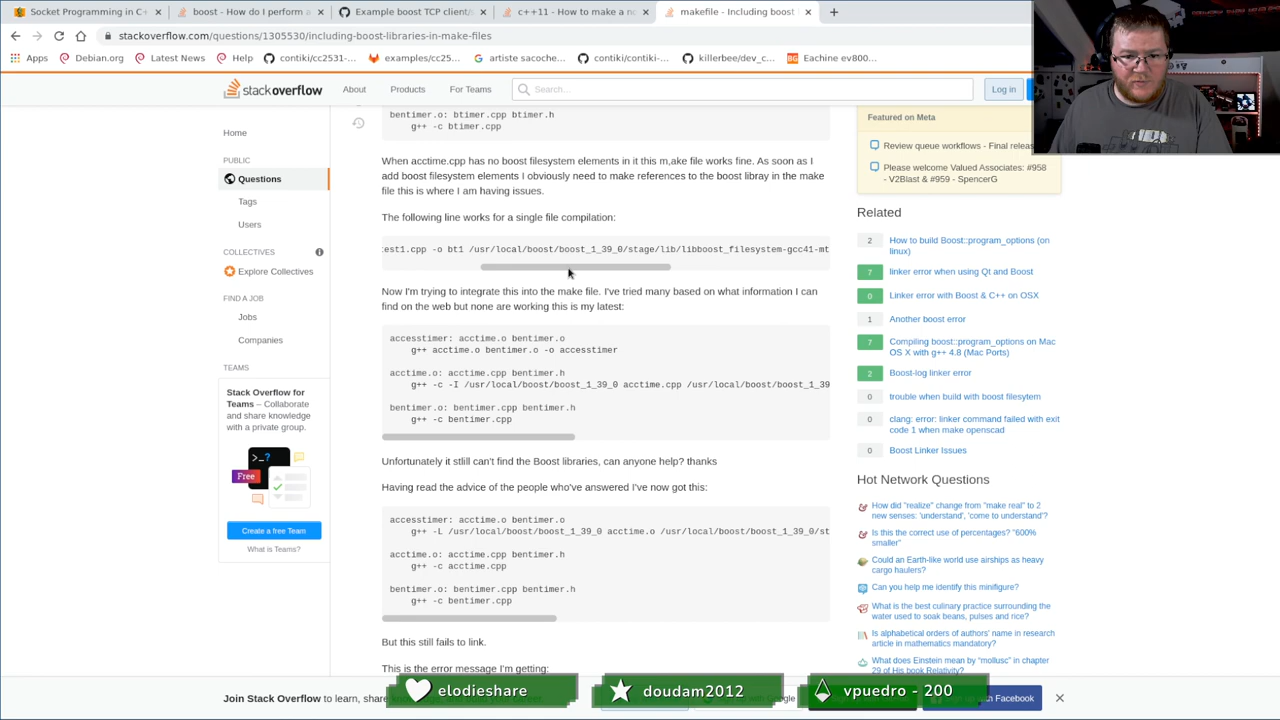 Socket Programming in C+
boost - How do I perform a
Example boost TCP client/s
c++11 - How to make a n
makefile - Including boost
stackoverflow.com/questions/1305530/including-boost-libraries-in-make-files
Apps
Debian.org
Latest News
Help
contiki/cc2531-...
examples/cc25...
artiste sacoche...
contiki/contiki-...
killerbee/dev_c...
Eachine ev800...
stackoverflow
About
Products
For Teams
Search...
Log in
Home
PUBLIC
Questions
Tags
Users
COLLECTIVES
Explore Collectives
FIND A JOB
Jobs
Companies
TEAMS
Stack Overflow for
Teams – Collaborate
and share knowledge
with a private group.
Free
Create a free Team
What is Teams?
bentimer.o: btimer.cpp btimer.h
g++ -c btimer.cpp
When acctime.cpp has no boost filesystem elements in it this m,ake file works fine. As soon as I
add boost filesystem elements I obviously need to make references to the boost libray in the make
file this is where I am having issues.
The following line works for a single file compilation:
test1.cpp -o bt1 /usr/local/boost/boost_1_39_0/stage/lib/libboost_filesystem-gcc41-mt
Now I'm trying to integrate this into the make file. I've tried many based on what information I can
find on the web but none are working this is my latest:
accesstimer: acctime.o bentimer.o
g++ acctime.o bentimer.o -o accesstimer
acctime.o: acctime.cpp bentimer.h
g++ -c -I /usr/local/boost/boost_1_39_0 acctime.cpp /usr/local/boost/boost_1_39
bentimer.o: bentimer.cpp bentimer.h
g++ -c bentimer.cpp
Unfortunately it still can't find the Boost libraries, can anyone help? thanks
Having read the advice of the people who've answered I've now got this:
accesstimer: acctime.o bentimer.o
g++ -L /usr/local/boost/boost_1_39_0 acctime.o /usr/local/boost/boost_1_39_0/st
acctime.o: acctime.cpp bentimer.h
g++ -c acctime.cpp
bentimer.o: bentimer.cpp bentimer.h
g++ -c bentimer.cpp
But this still fails to link.
This is the error message I'm getting:
Featured on Meta
Review queue workflows - Final releas
Please welcome Valued Associates: #958
- V2Blast & #959 - SpencerG
Related
2 How to build Boost::program_options (on
linux)
7 linker error when using Qt and Boost
0 Linker error with Boost & C++ on OSX
1 Another boost error
7 Compiling boost::program_options on Mac
OS X with g++ 4.8 (Mac Ports)
2 Boost-log linker error
0 trouble when build with boost filesytem
0 clang: error: linker command failed with exit
code 1 when make openscad
0 Boost Linker Issues
Hot Network Questions
How did "realize" change from "make real" to 2
new senses: 'understand', 'come to understand'?
Is this the correct use of percentages? "600%
smaller"
Could an Earth-like world use airships as heavy
cargo haulers?
Can you help me identify this minifigure?
What is the best culinary practice surrounding the
water used to soak beans, pulses and rice?
Is alphabetical orders of authors' name in research
article in mathematics mandatory?
What does Einstein mean by "mollusc" in chapter
29 of His book Relativity?
Join Stack Overflow to learn, share
with Facebook
elodieshare
doudam2012
vpuedro - 200